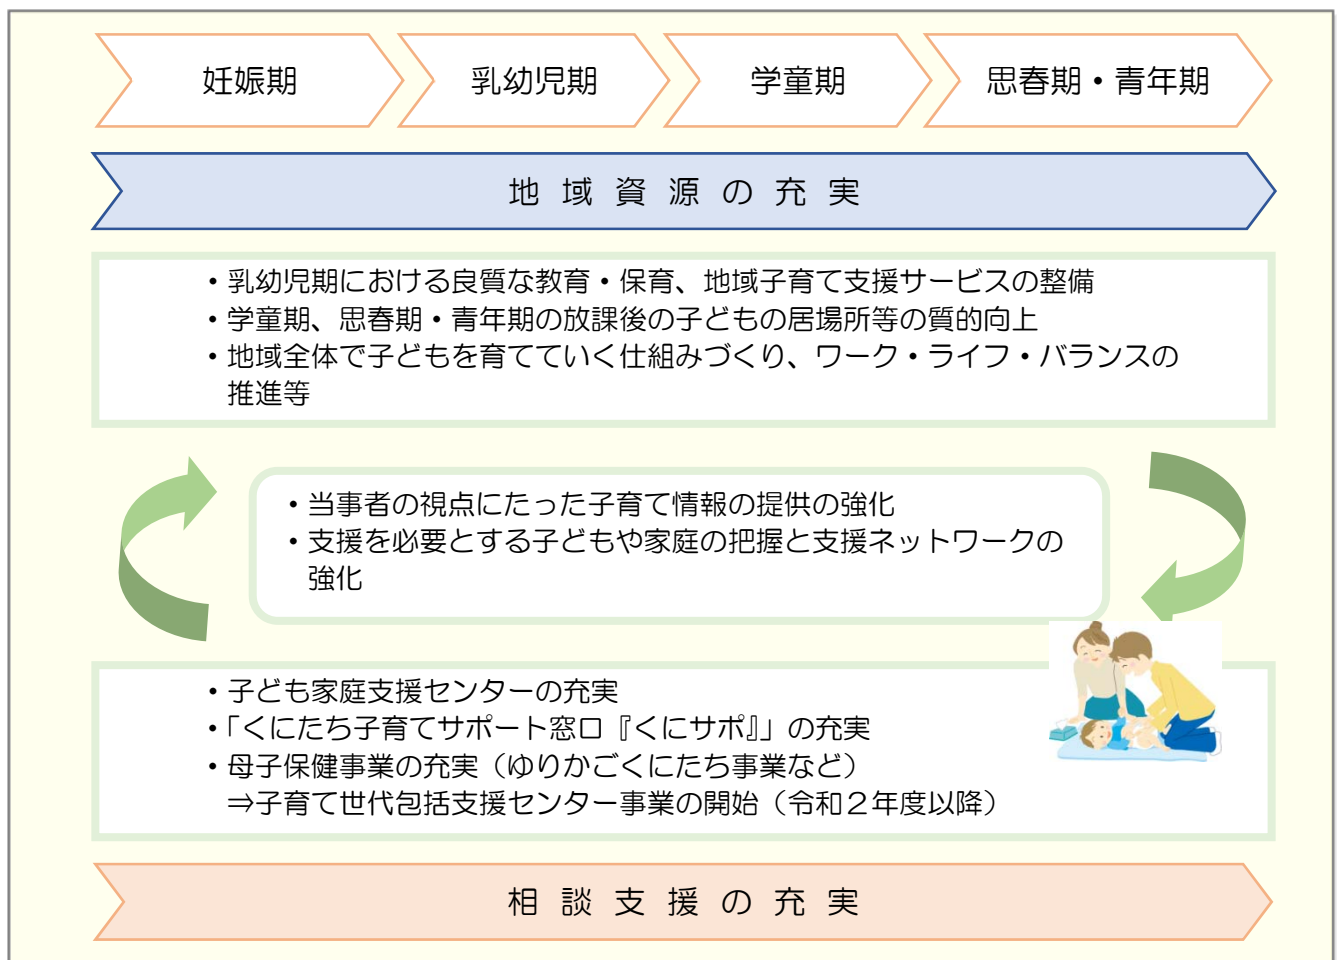 妊娠期
乳幼児期
学童期
思春期・青年期
地域資源の充実
・乳幼児期における良質な教育・保育、地域子育て支援サービスの整備
・学童期、思春期・青年期の放課後の子どもの居場所等の質的向上
・地域全体で子どもを育てていく仕組みづくり、ワーク・ライフ・バランスの
推進等
・当事者の視点にたった子育て情報の提供の強化
・支援を必要とする子どもや家庭の把握と支援ネットワークの
強化
・子ども家庭支援センターの充実
・「くにたち子育てサポート窓口『くにサポ』」の充実
・母子保健事業の充実（ゆりかごくにたち事業など）
⇒子育て世代包括支援センター事業の開始（令和２年度以降）
相談支援の充実